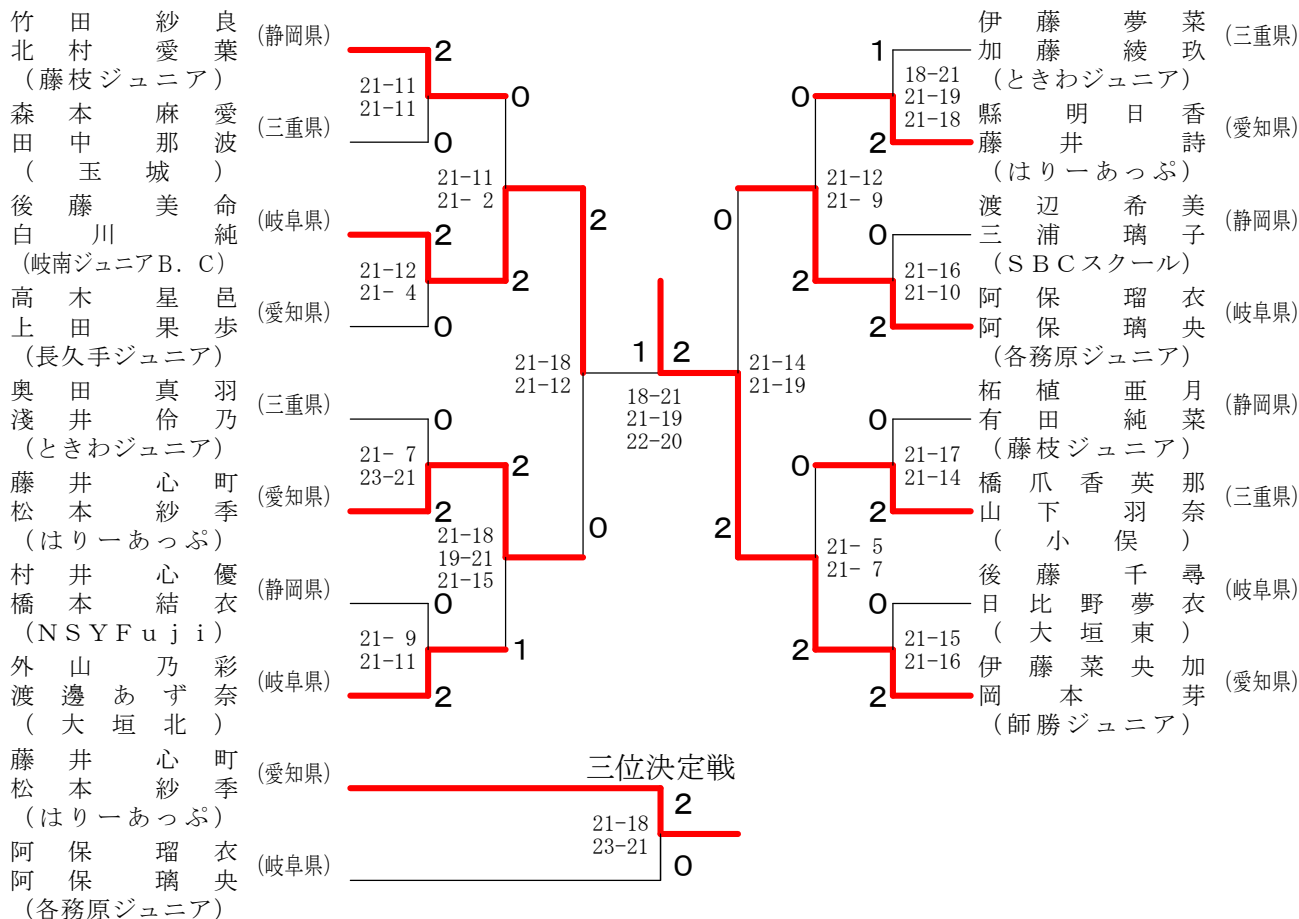 竹田紗良
北村愛葉
(静岡県)
(藤枝ジュニア)
森本麻愛
田中那波
(三重県)
(玉城)
後藤美命
白川純
(岐阜県)
(岐南ジュニアB．C)
高木星邑
上田果歩
(愛知県)
(長久手ジュニア)
奥田真羽
淺井伶乃
(三重県)
(ときわジュニア)
藤井心町
松本紗季
(愛知県)
(はりーあっぷ)
村井心優
橋本結衣
(静岡県)
(NSYFuji)
外山乃彩
渡邊あず奈
(岐阜県)
(大垣北)
2
21-11
21-11
0
2
21-12
21- 4
0
0
21- 7
23-21
2
0
21- 9
21-11
2
0
21-11
21- 2
2
2
21-18
19-21
21-15
1
2
21-18
21-12
0
1
2
18-21
21-19
22-20
0
21-14
21-19
2
0
21-12
21- 9
2
0
21- 5
21- 7
2
1
18-21
21-19
21-18
2
0
21-16
21-10
2
0
21-17
21-14
2
0
21-15
21-16
2
伊藤夢菜
加藤綾玖
(三重県)
(ときわジュニア)
縣明日香
藤井詩
(愛知県)
(はりーあっぷ)
渡辺希美
三浦璃子
(静岡県)
(SBCスクール)
阿保瑠衣
阿保璃央
(岐阜県)
(各務原ジュニア)
柘植亜月
有田純菜
(静岡県)
(藤枝ジュニア)
橋爪香英那
山下羽奈
(三重県)
(小俣)
後藤千尋
日比野夢衣
(岐阜県)
(大垣東)
伊藤菜央加
岡本芽
(愛知県)
(師勝ジュニア)
三位決定戦
藤井心町
松本紗季
(愛知県)
(はりーあっぷ)
阿保瑠衣
阿保璃央
(岐阜県)
(各務原ジュニア)
2
21-18
23-21
0